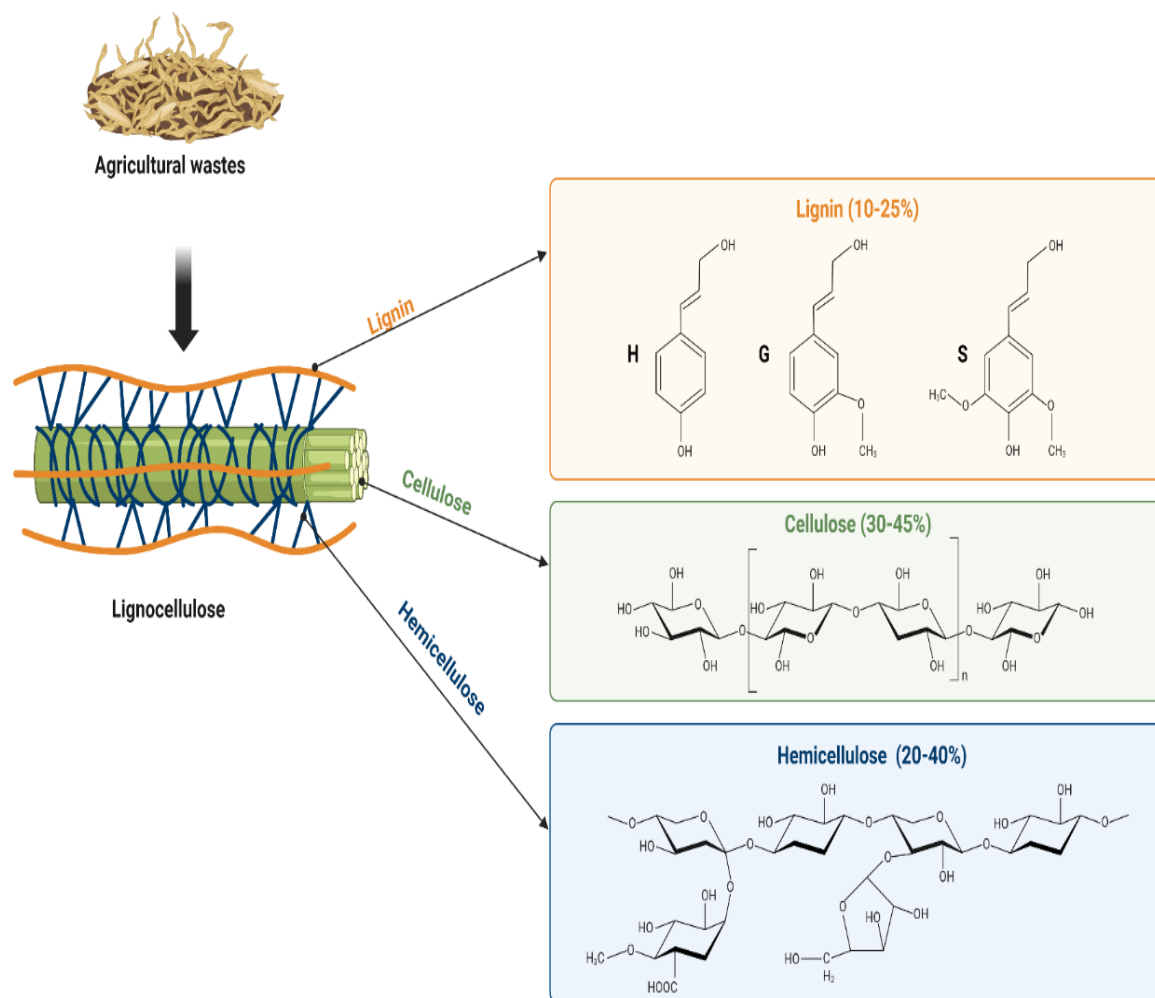 Agricultural wastes
Lignin (10-25%)
OH
OH
OH
H
G
S
H₃C
O
O
O
OH
OH
CH₃
OH
CH₃
Lignin
Cellulose
Hemicellulose
Lignocellulose
Cellulose (30-45%)
OH
OH
OH
OH
HO
O
HO
O
O
HO
OH
HO
HO
O
O
O
HO
O
OH
OH
OH
OH
n
Hemicellulose (20-40%)
OH
OH
O
O
HO
O
O
HO
O
HO
O
O
O
OH
O
OH
O
HO
OH
HO
H₃C
O
HOOC
HO
C
H₂